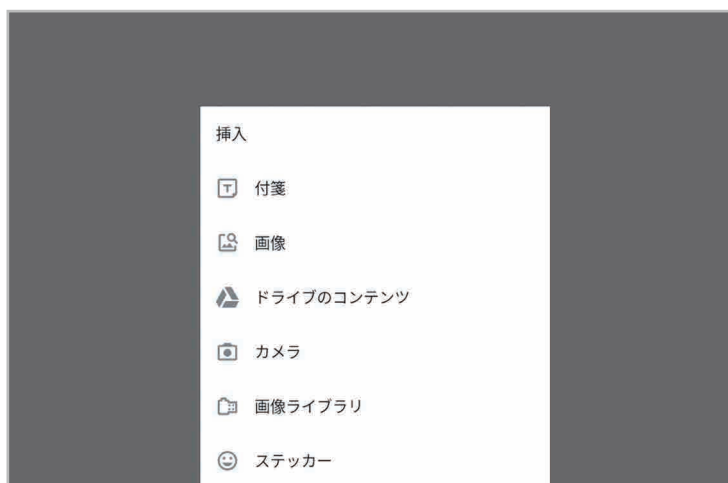 挿入
付箋
画像
ドライブのコンテンツ
カメラ
画像ライブラリ
ステッカー